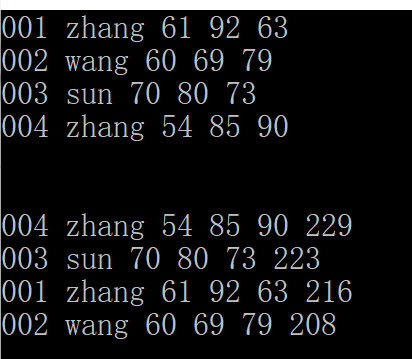 001 zhang 61 92 63
002 wang 60 69 79
003 sun 70 80 73
004 zhang 54 85 90
004 zhang 54 85 90 229
003 sun 70 80 73 223
001 zhang 61 92 63 216
002 wang 60 69 79 208